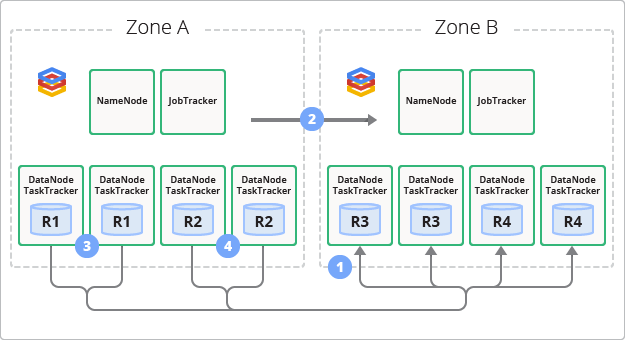 Zone A
Zone B
NameNode
JobTracker
NameNode
JobTracker
2
DataNode
TaskTracker
R1
DataNode
TaskTracker
R1
DataNode
TaskTracker
R2
DataNode
TaskTracker
R2
DataNode
TaskTracker
R3
DataNode
TaskTracker
R3
DataNode
TaskTracker
R4
DataNode
TaskTracker
R4
3
4
1